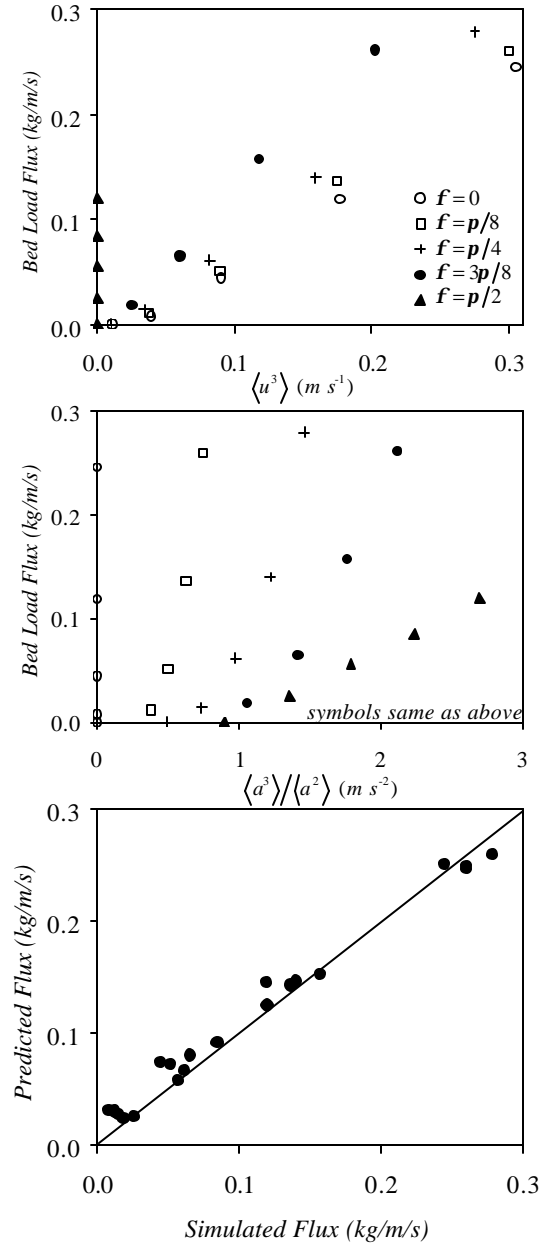 0.3
0.2
0.1
0.0
Bed Load Flux (kg/m/s)
f = 0
f = p/8
f = p/4
f = 3p/8
f = p/2
0.0 0.1 0.2 0.3
⟨u³⟩ (m s⁻¹)
0.3
0.2
0.1
0.0
Bed Load Flux (kg/m/s)
symbols same as above
0 1 2 3
⟨a³⟩/⟨a²⟩ (m s⁻²)
0.3
0.2
0.1
0.0
Predicted Flux (kg/m/s)
0.0 0.1 0.2 0.3
Simulated Flux (kg/m/s)